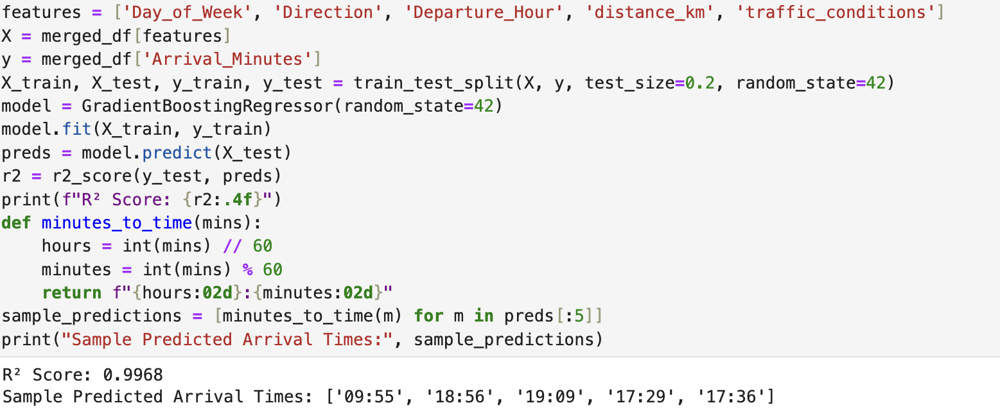 features = ['Day_of_Week', 'Direction', 'Departure_Hour', 'distance_km', 'traffic_conditions']
X = merged_df[features]
y = merged_df['Arrival_Minutes']
X_train, X_test, y_train, y_test = train_test_split(X, y, test_size=0.2, random_state=42)
model = GradientBoostingRegressor(random_state=42)
model.fit(X_train, y_train)
preds = model.predict(X_test)
r2 = r2_score(y_test, preds)
print(f"R² Score: {r2:.4f}")
def minutes_to_time(mins):
    hours = int(mins) // 60
    minutes = int(mins) % 60
    return f"{hours:02d}:{minutes:02d}"
sample_predictions = [minutes_to_time(m) for m in preds[:5]]
print("Sample Predicted Arrival Times:", sample_predictions)
R² Score: 0.9968
Sample Predicted Arrival Times: ['09:55', '18:56', '19:09', '17:29', '17:36']